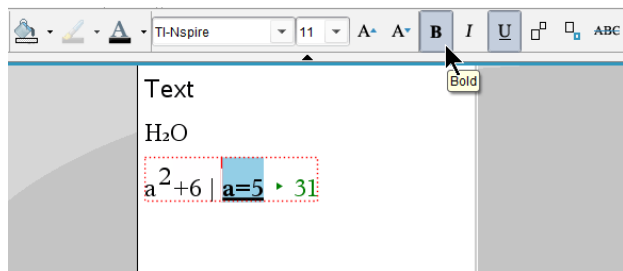 A TI-Nspire 11 A A B I U ABC
Bold
Text
H₂O
a²+6 | a=5 ▸ 31